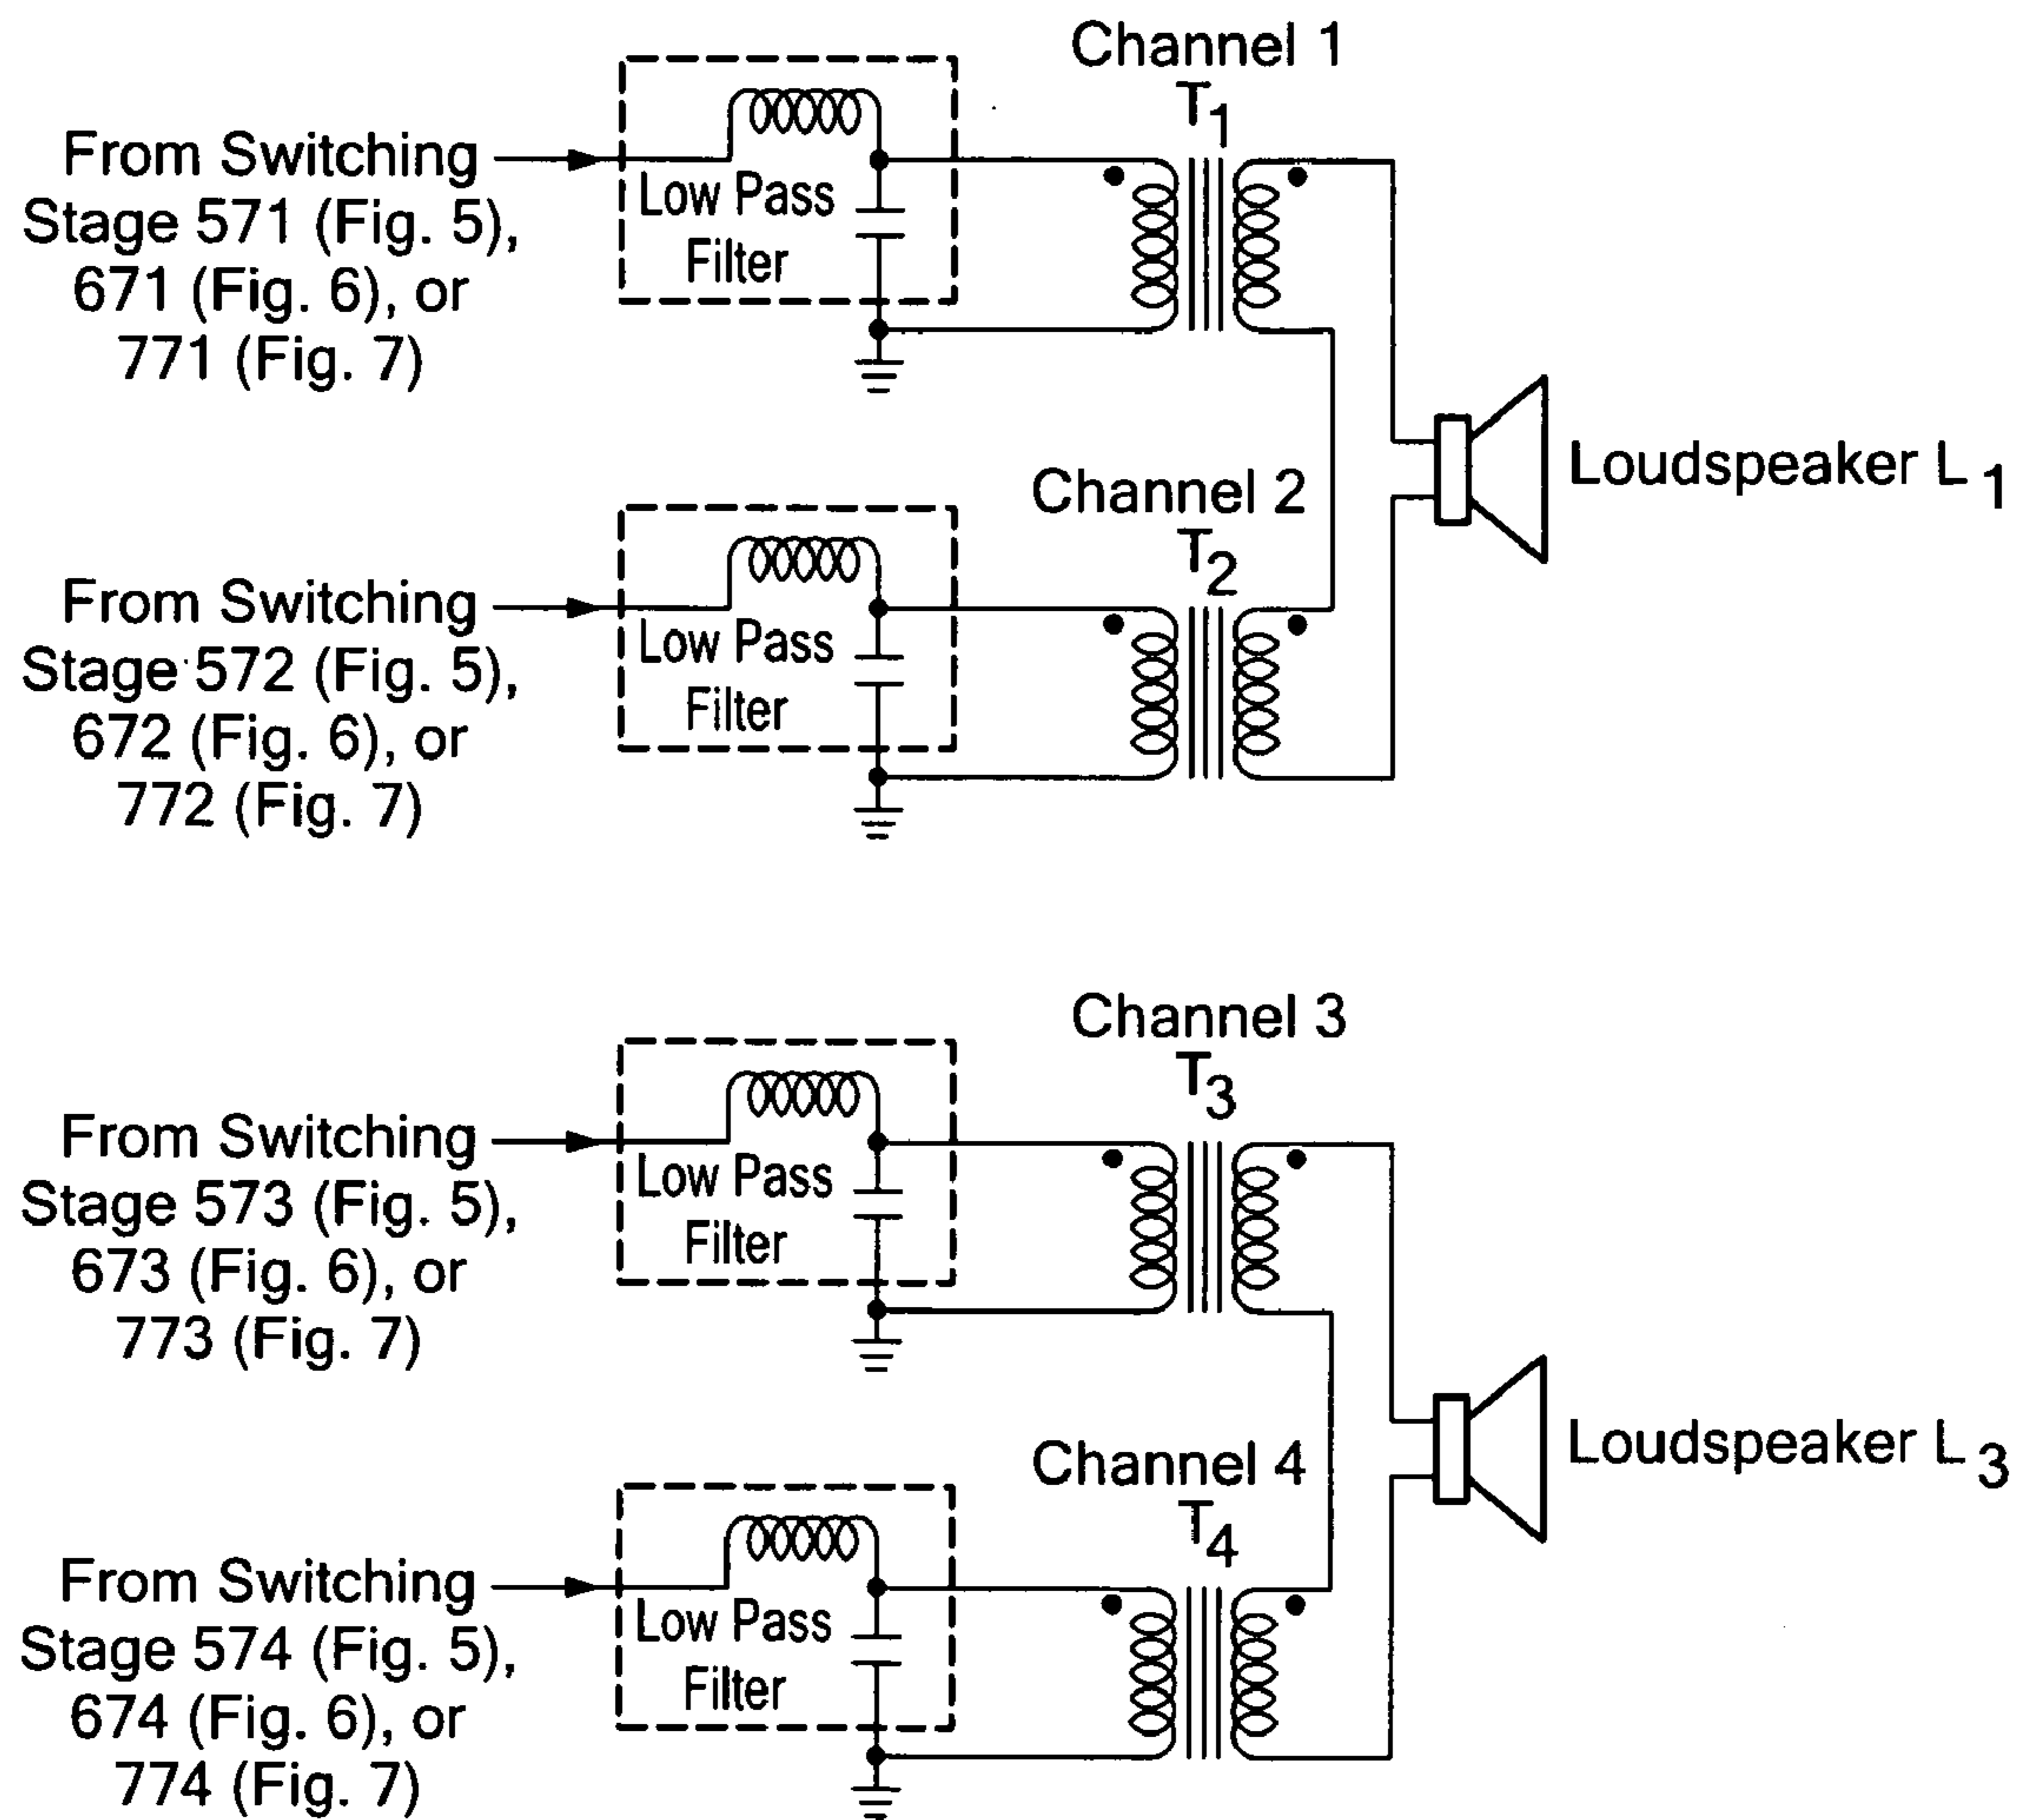 Channel 1
T1
From Switching
Stage 571 (Fig. 5),
671 (Fig. 6), or
771 (Fig. 7)
Low Pass
Filter
Loudspeaker L1
Channel 2
T2
From Switching
Stage 572 (Fig. 5),
672 (Fig. 6), or
772 (Fig. 7)
Low Pass
Filter
Channel 3
T3
From Switching
Stage 573 (Fig. 5),
673 (Fig. 6), or
773 (Fig. 7)
Low Pass
Filter
Loudspeaker L3
Channel 4
T4
From Switching
Stage 574 (Fig. 5),
674 (Fig. 6), or
774 (Fig. 7)
Low Pass
Filter